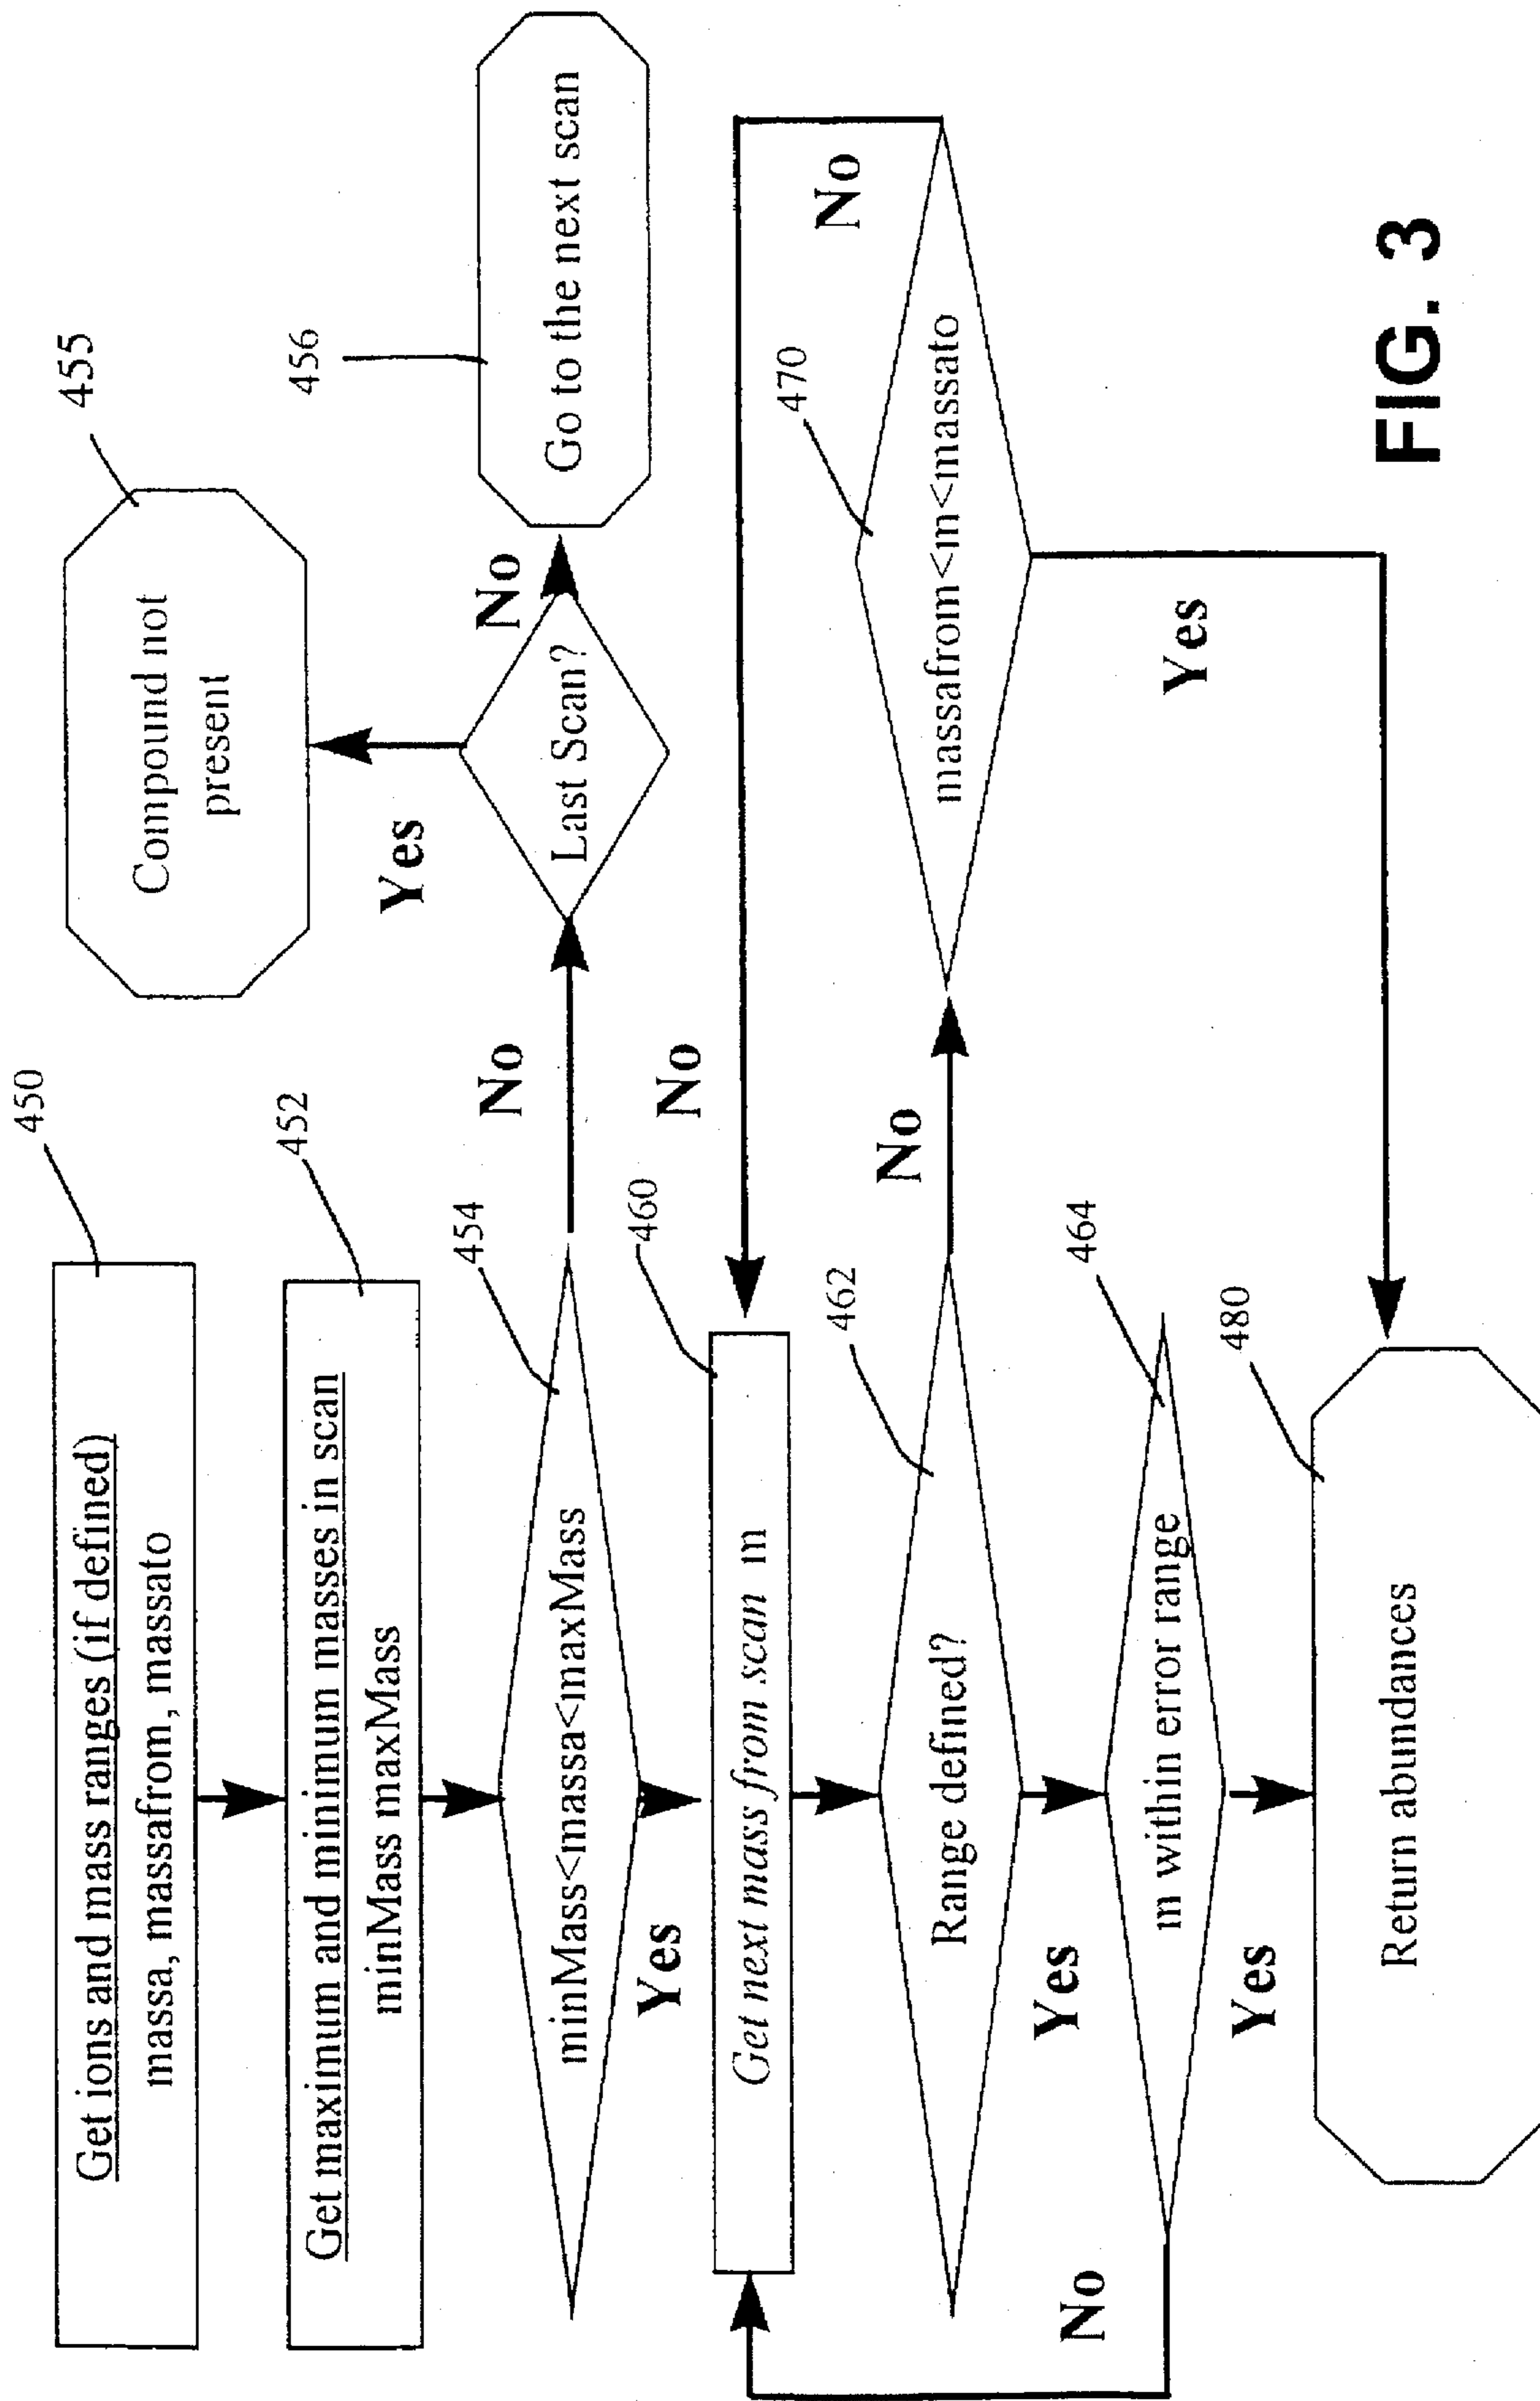 450
Get ions and mass ranges (if defined)
massa, massafrom, massato
452
Get maximum and minimum masses in scan
minMass maxMass
454
minMass<massa<maxMass
No
Yes
Last Scan?
Yes
No
455
Compound not
present
456
Go to the next scan
460
Get next mass from scan m
No
462
Range defined?
No
Yes
470
massafrom<m<massato
No
Yes
464
m within error range
No
Yes
480
Return abundances
FIG. 3